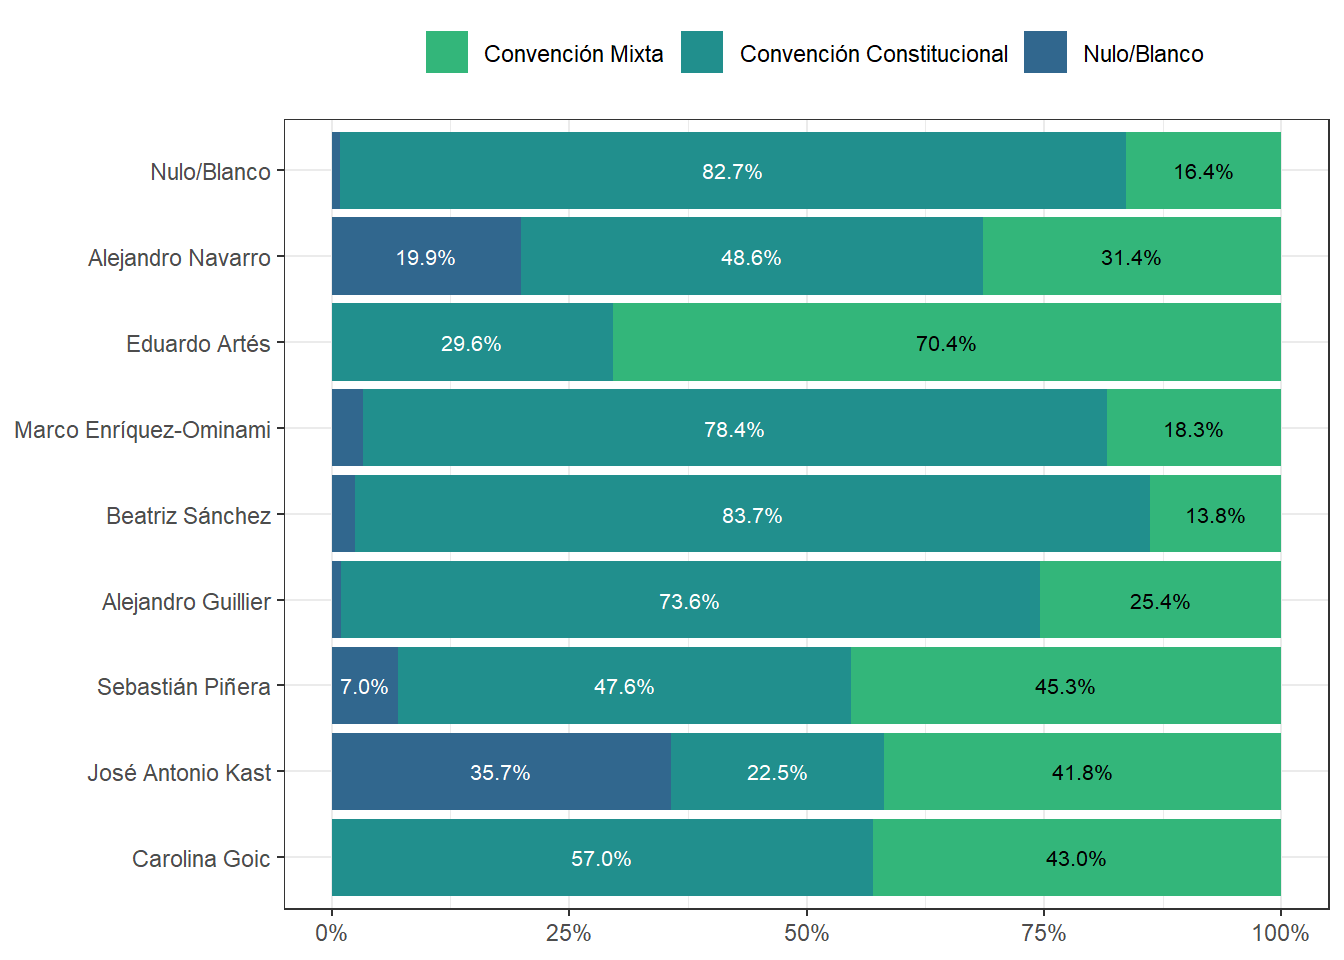 Convención Mixta Convención Constitucional Nulo/Blanco
Nulo/Blanco 82.7% 16.4%
Alejandro Navarro 19.9% 48.6% 31.4%
Eduardo Artés 29.6% 70.4%
Marco Enríquez-Ominami 78.4% 18.3%
Beatriz Sánchez 83.7% 13.8%
Alejandro Guillier 73.6% 25.4%
Sebastián Piñera 7.0% 47.6% 45.3%
José Antonio Kast 35.7% 22.5% 41.8%
Carolina Goic 57.0% 43.0%
0% 25% 50% 75% 100%